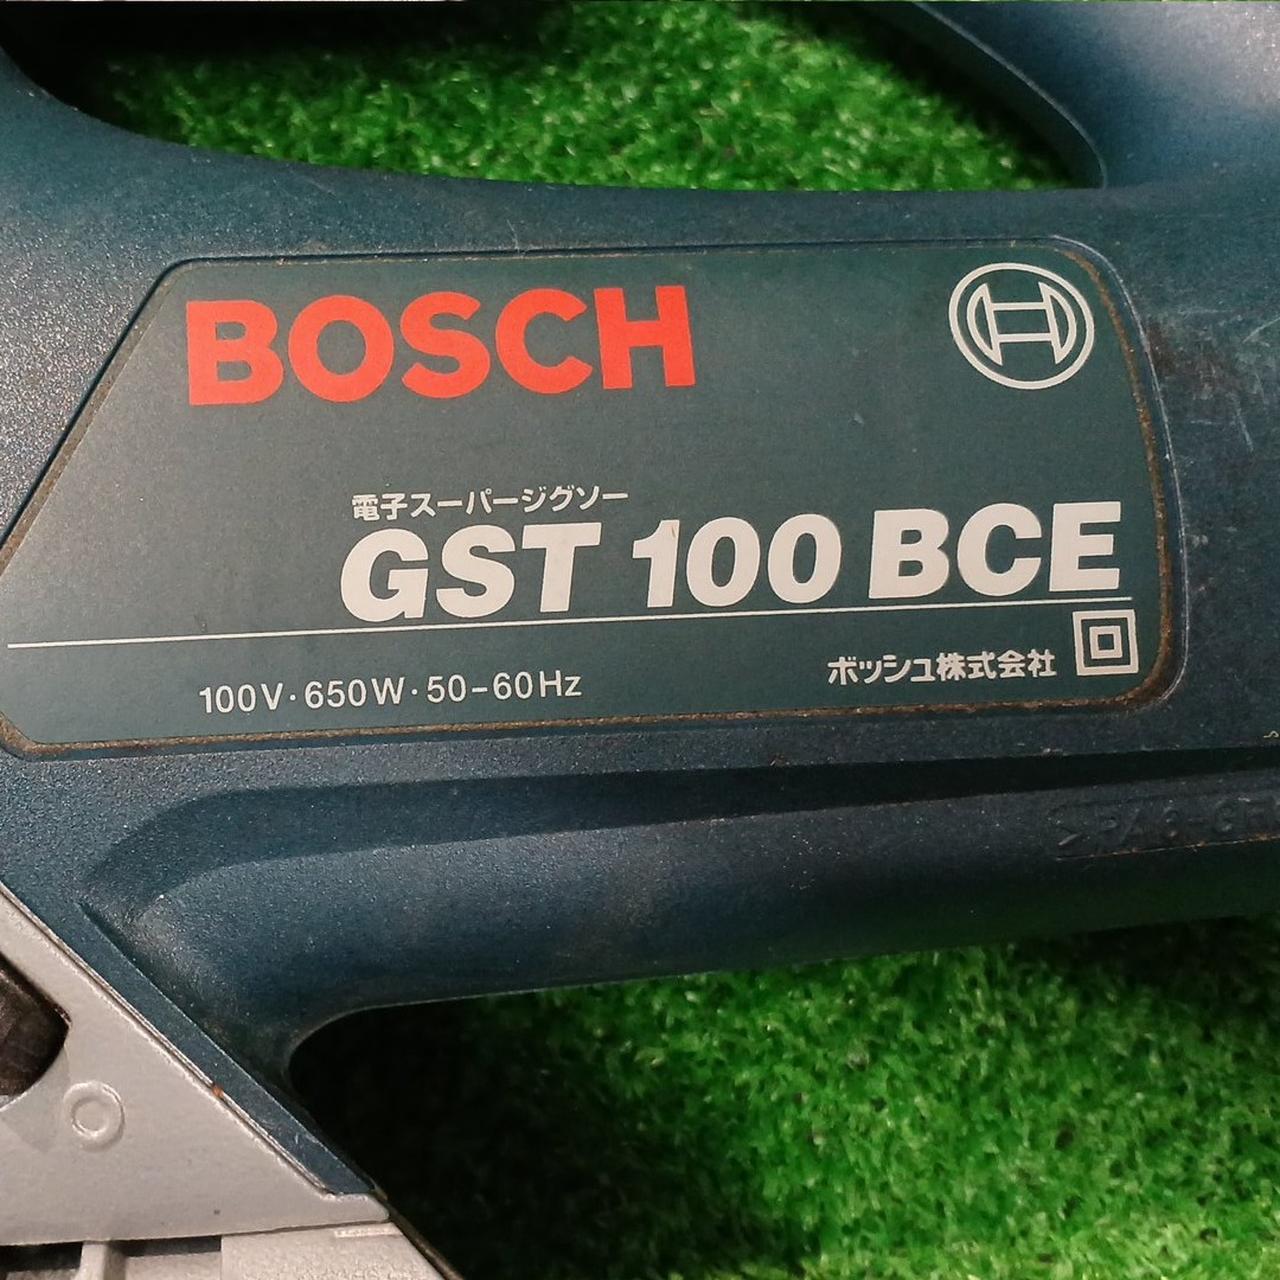 BOSCH
電子スーパージグソー
GST 100 BCE
100V·650W·50-60Hz
ボッシュ株式会社